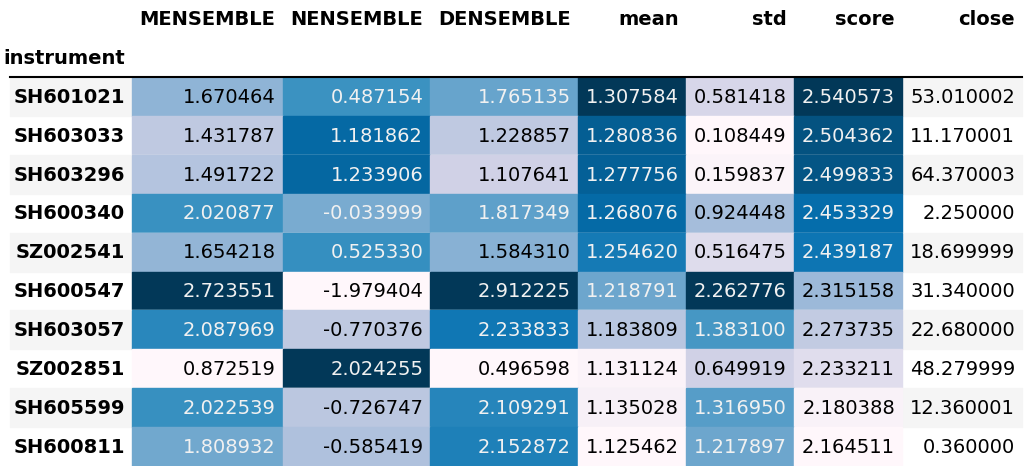 MENSEMBLE NENSEMBLE DENSEMBLE mean std score close
instrument
SH601021 1.670464 0.487154 1.765135 1.307584 0.581418 2.540573 53.010002
SH603033 1.431787 1.181862 1.228857 1.280836 0.108449 2.504362 11.170001
SH603296 1.491722 1.233906 1.107641 1.277756 0.159837 2.499833 64.370003
SH600340 2.020877 -0.033999 1.817349 1.268076 0.924448 2.453329 2.250000
SZ002541 1.654218 0.525330 1.584310 1.254620 0.516475 2.439187 18.699999
SH600547 2.723551 -1.979404 2.912225 1.218791 2.262776 2.315158 31.340000
SH603057 2.087969 -0.770376 2.233833 1.183809 1.383100 2.273735 22.680000
SZ002851 0.872519 2.024255 0.496598 1.131124 0.649919 2.233211 48.279999
SH605599 2.022539 -0.726747 2.109291 1.135028 1.316950 2.180388 12.360001
SH600811 1.808932 -0.585419 2.152872 1.125462 1.217897 2.164511 0.360000